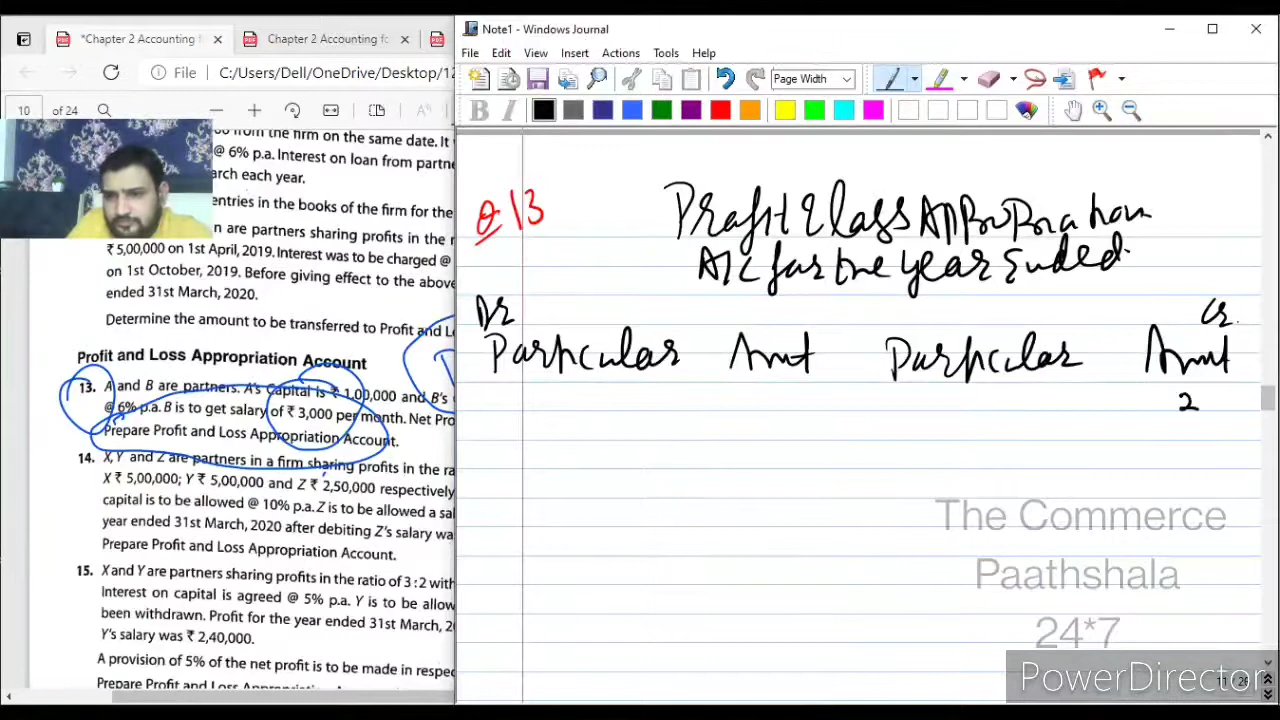 Note1 - Windows Journal
*Chapter 2 Accounting for
Chapter 2 Accounting fo
File Edit View Insert Actions Tools Help
File
C:/Users/Dell/OneDrive/Desktop/12
Page Width
10 of 24
from the firm on the same date. It
@ 6% p.a. Interest on loan from partne
arch each year.
entries in the books of the firm for the
n are partners sharing profits in the r
₹ 5,00,000 on 1st April, 2019. Interest was to be charged @
on 1st October, 2019. Before giving effect to the above
ended 31st March, 2020.
Determine the amount to be transferred to Profit and L
Profit and Loss Appropriation Account
13. A and B are partners. A's Capital is ₹ 1,00,000 and B's
@ 6% p.a. B is to get salary of ₹ 3,000 per month. Net Pro
Prepare Profit and Loss Appropriation Account.
14. X, Y and Z are partners in a firm sharing profits in the ra
X ₹ 5,00,000; Y ₹ 5,00,000 and Z ₹ 2,50,000 respectively
capital is to be allowed @ 10% p.a. Z is to be allowed a sal
year ended 31st March, 2020 after debiting Z's salary wa
Prepare Profit and Loss Appropriation Account.
15. X and Y are partners sharing profits in the ratio of 3 : 2 with
Interest on capital is agreed @ 5% p.a. Y is to be allow
been withdrawn. Profit for the year ended 31st March, 2
Y's salary was ₹ 2,40,000.
A provision of 5% of the net profit is to be made in respec
Prepare Profit and Loss Appropriation Account
Q 13
Profit & Loss Appropriation
A/C for the year Ended
Dr Cr.
Particular Amt Particular Amt
2
The Commerce
Paathshala
24*7
11 / 26
PowerDirector